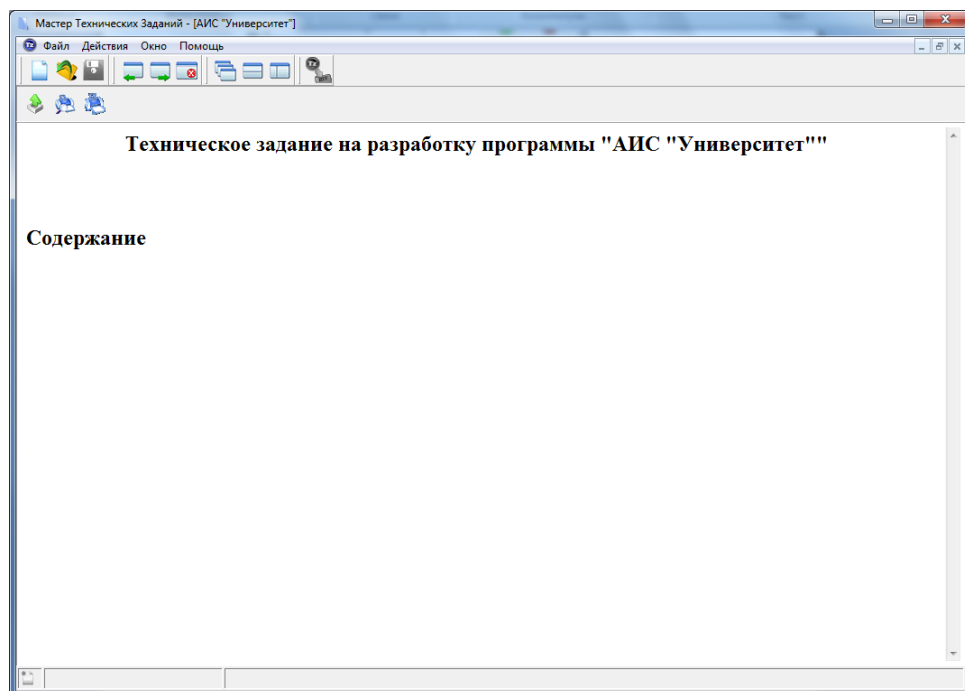 Мастер Технических Заданий - [АИС "Университет"]
Файл Действия Окно Помощь
Техническое задание на разработку программы "АИС "Университет""
Содержание